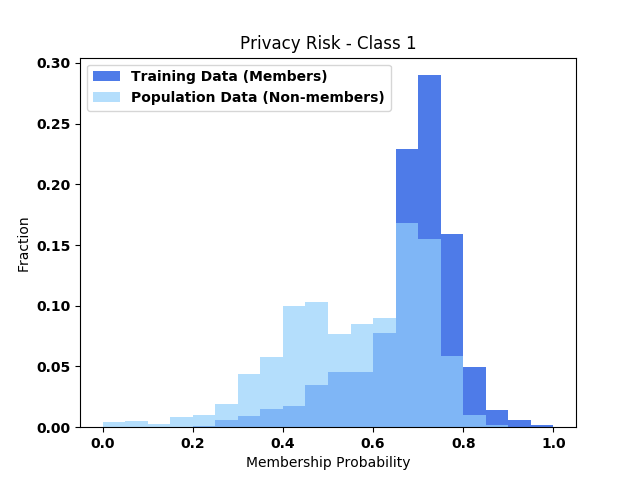 Privacy Risk - Class 1
Training Data (Members)
Population Data (Non-members)
0.30
0.25
0.20
0.15
0.10
0.05
0.00
Fraction
0.0 0.2 0.4 0.6 0.8 1.0
Membership Probability